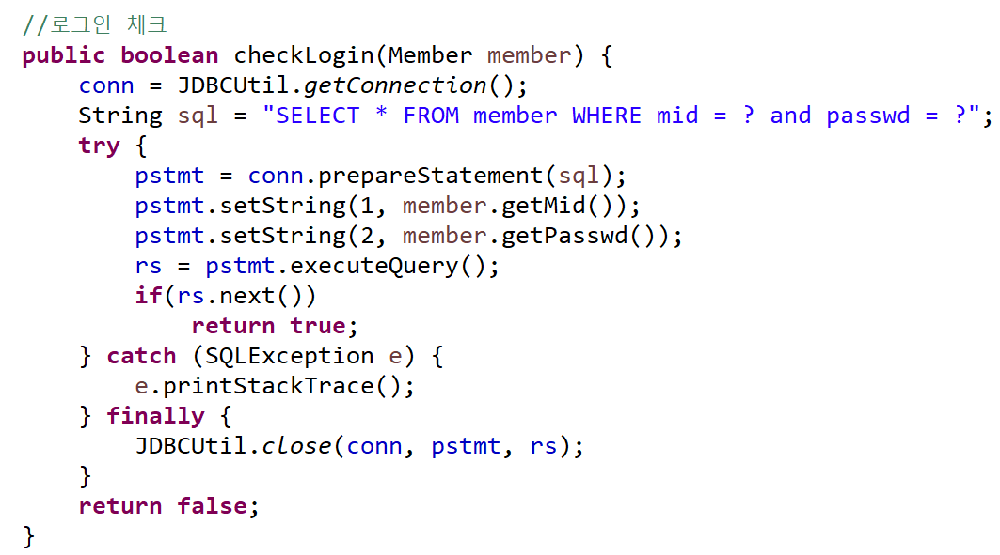 //로그인 체크
public boolean checkLogin(Member member) {
    conn = JDBCUtil.getConnection();
    String sql = "SELECT * FROM member WHERE mid = ? and passwd = ?";
    try {
        pstmt = conn.prepareStatement(sql);
        pstmt.setString(1, member.getMid());
        pstmt.setString(2, member.getPasswd());
        rs = pstmt.executeQuery();
        if(rs.next())
            return true;
    } catch (SQLException e) {
        e.printStackTrace();
    } finally {
        JDBCUtil.close(conn, pstmt, rs);
    }
    return false;
}